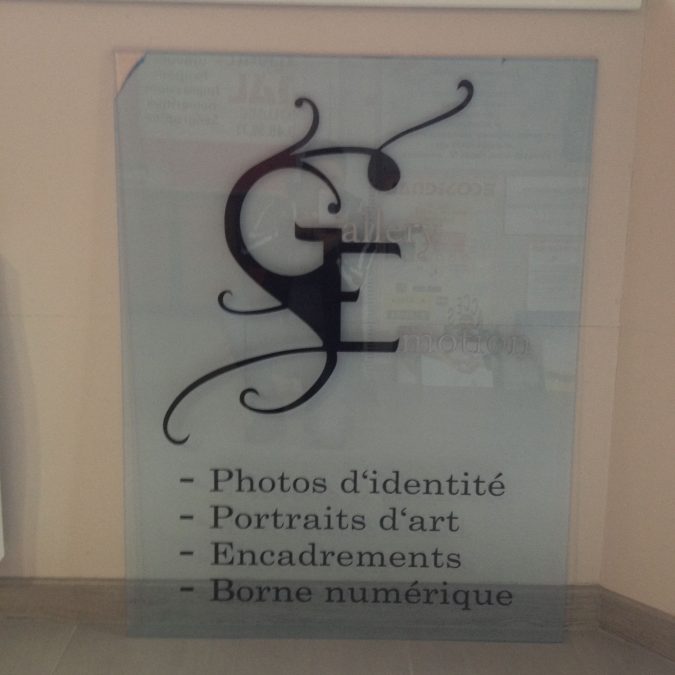 Gallery
Emotion
- Photos d‘identité
- Portraits d‘art
- Encadrements
- Borne numérique